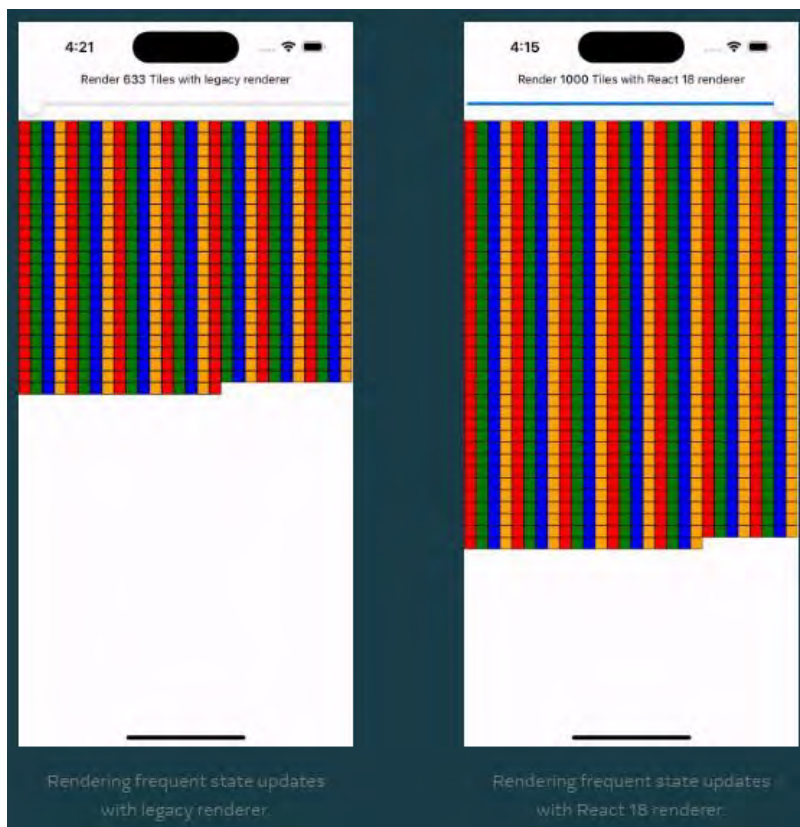 4:21
Render 633 Tiles with legacy renderer
Rendering frequent state updates
with legacy renderer
4:15
Render 1000 Tiles with React 18 renderer
Rendering frequent state updates
with React 18 renderer